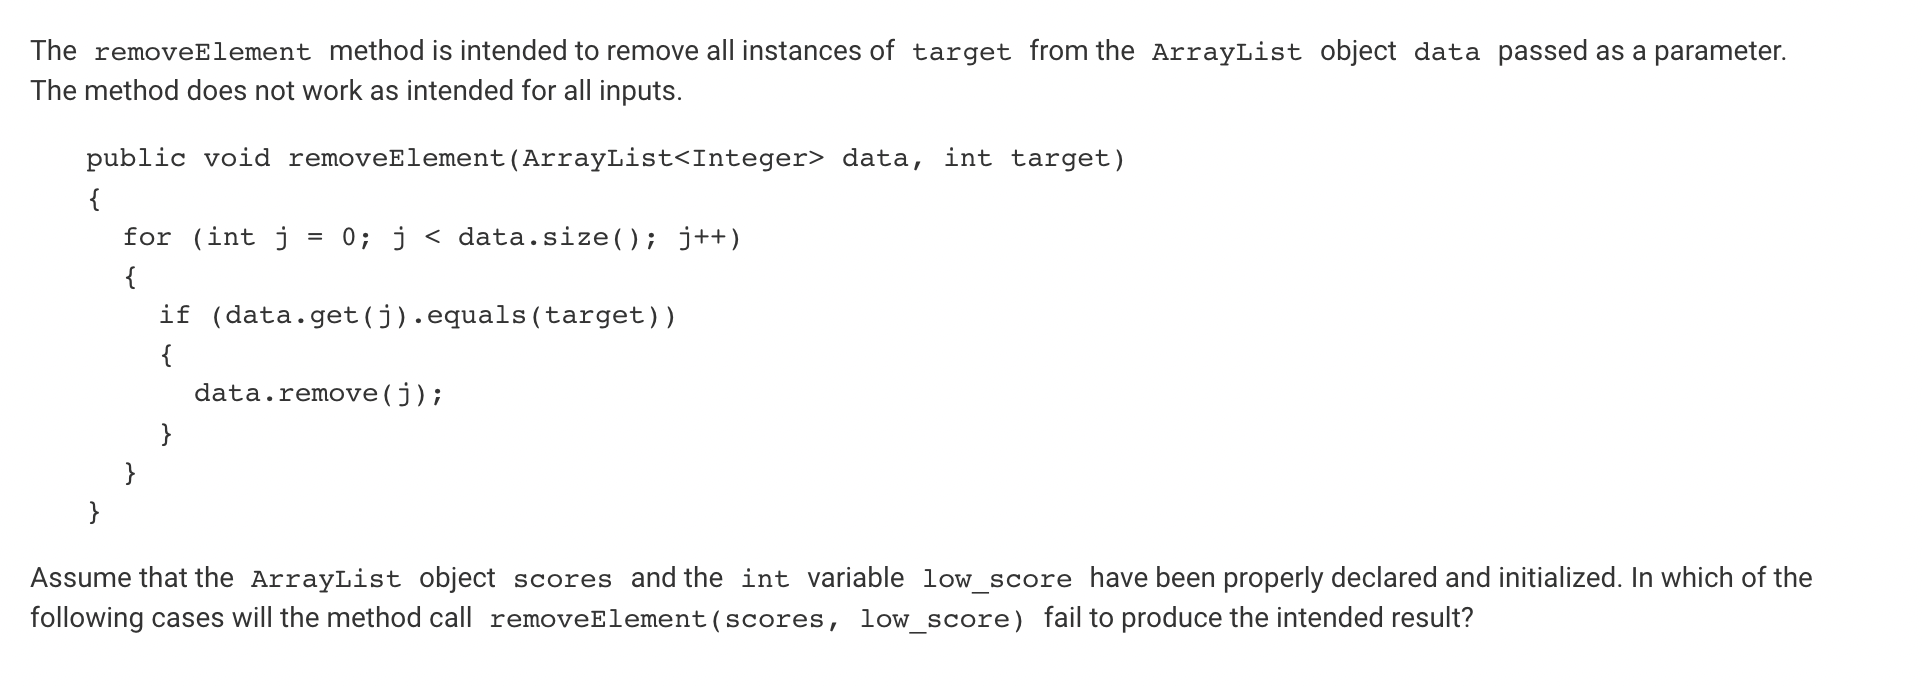 The removeElement method is intended to remove all instances of target from the ArrayList object data passed as a parameter.
The method does not work as intended for all inputs.
public void removeElement(ArrayList<Integer> data, int target)
{
for (int j = 0; j < data.size(); j++)
{
if (data.get(j).equals(target))
{
data.remove(j);
}
}
}
Assume that the ArrayList object scores and the int variable low_score have been properly declared and initialized. In which of the
following cases will the method call removeElement(scores, low_score) fail to produce the intended result?